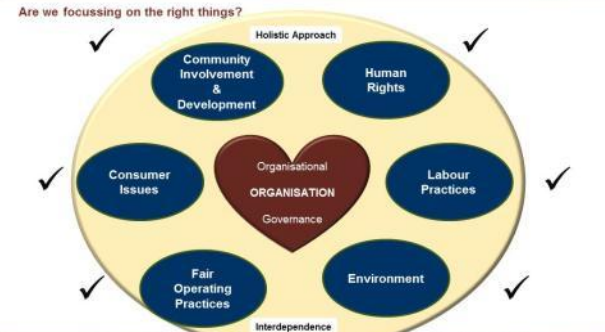 Are we focussing on the right things?
Holistic Approach
Community
Involvement
&
Development
Human
Rights
Consumer
Issues
Organisational
ORGANISATION
Governance
Labour
Practices
Fair
Operating
Practices
Environment
Interdependence